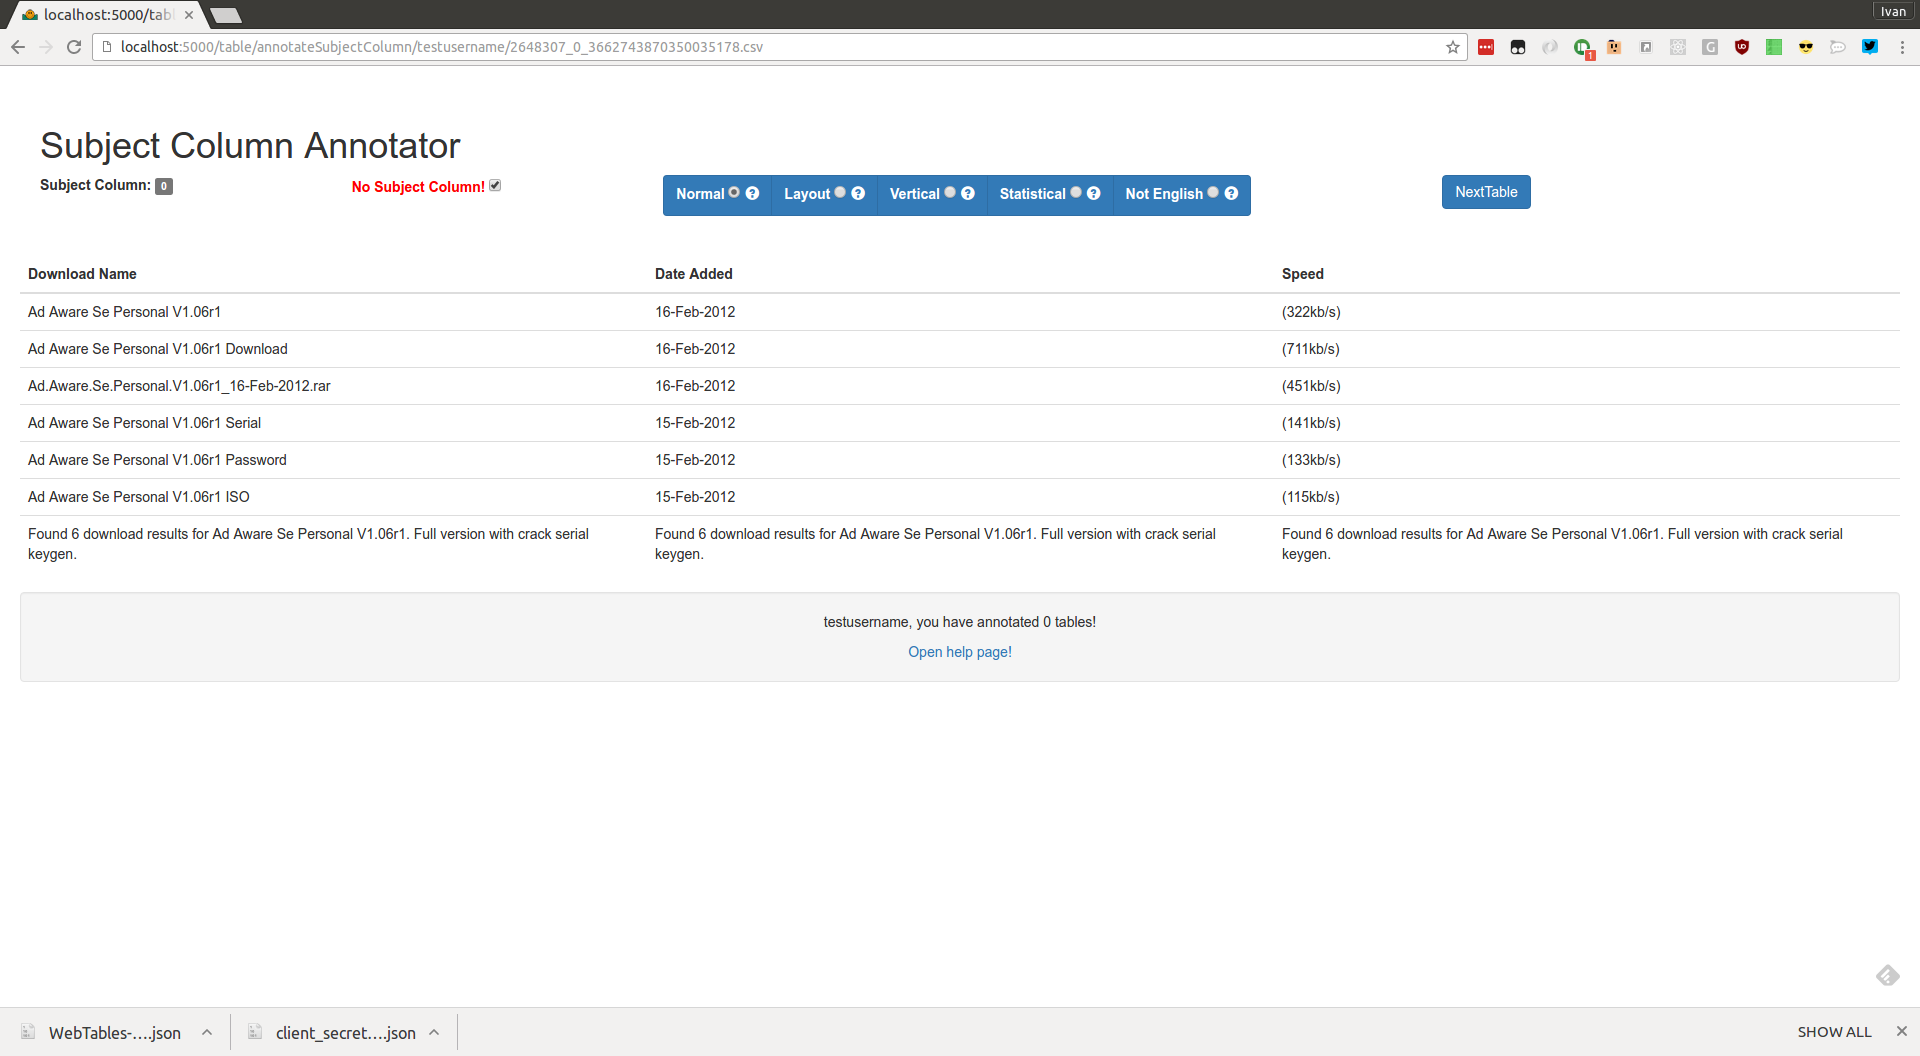 localhost:5000/tab
Ivan
localhost:5000/table/annotateSubjectColumn/testusername/2648307_0_3662743870350035178.csv
1
Subject Column Annotator
Subject Column: 0
No Subject Column!
Normal Layout Vertical Statistical Not English
NextTable
Download Name Date Added Speed
Ad Aware Se Personal V1.06r1 16-Feb-2012 (322kb/s)
Ad Aware Se Personal V1.06r1 Download 16-Feb-2012 (711kb/s)
Ad.Aware.Se.Personal.V1.06r1_16-Feb-2012.rar 16-Feb-2012 (451kb/s)
Ad Aware Se Personal V1.06r1 Serial 15-Feb-2012 (141kb/s)
Ad Aware Se Personal V1.06r1 Password 15-Feb-2012 (133kb/s)
Ad Aware Se Personal V1.06r1 ISO 15-Feb-2012 (115kb/s)
Found 6 download results for Ad Aware Se Personal V1.06r1. Full version with crack serial
keygen.
Found 6 download results for Ad Aware Se Personal V1.06r1. Full version with crack serial
keygen.
Found 6 download results for Ad Aware Se Personal V1.06r1. Full version with crack serial
keygen.
testusername, you have annotated 0 tables!
Open help page!
WebTables-....json
client_secret....json
SHOW ALL